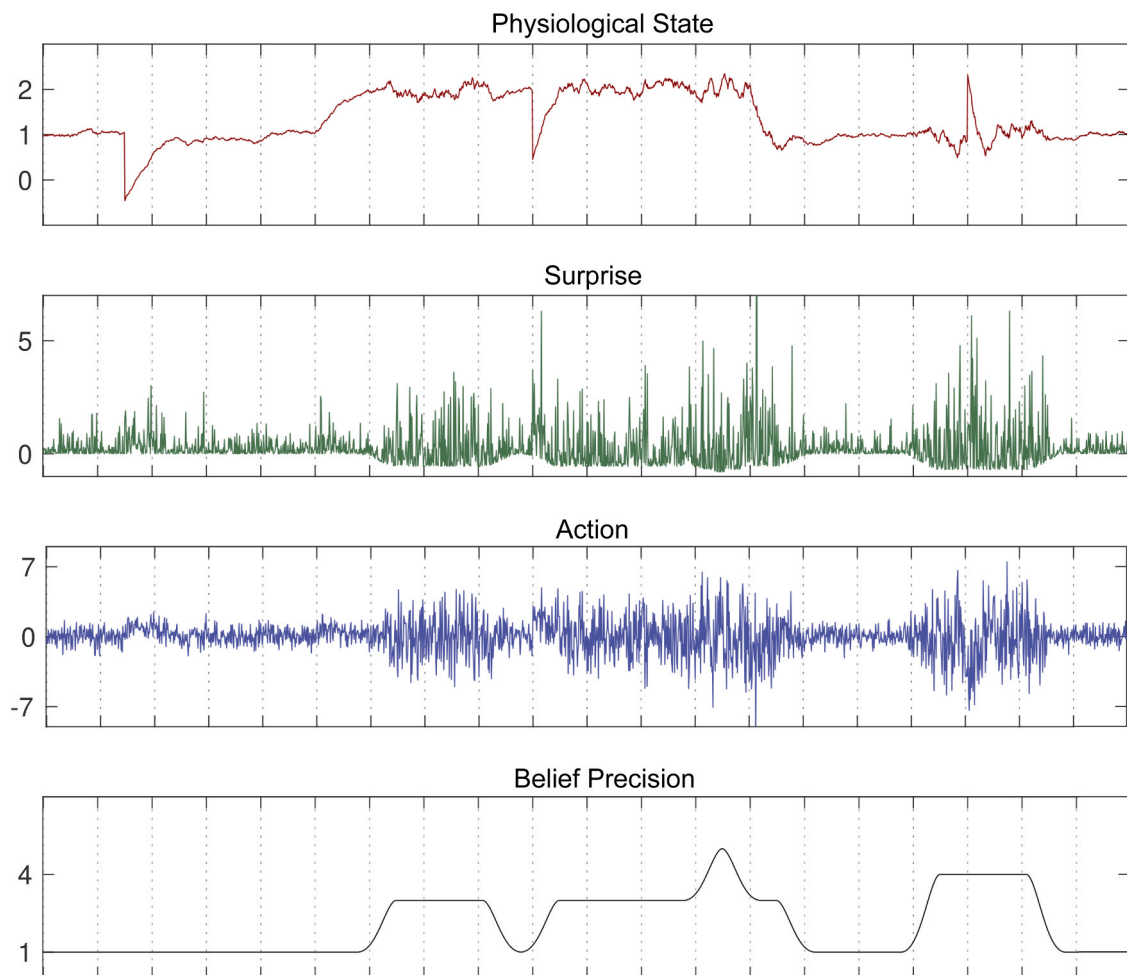 Physiological State
2
1
0
Surprise
5
0
Action
7
0
-7
Belief Precision
4
1